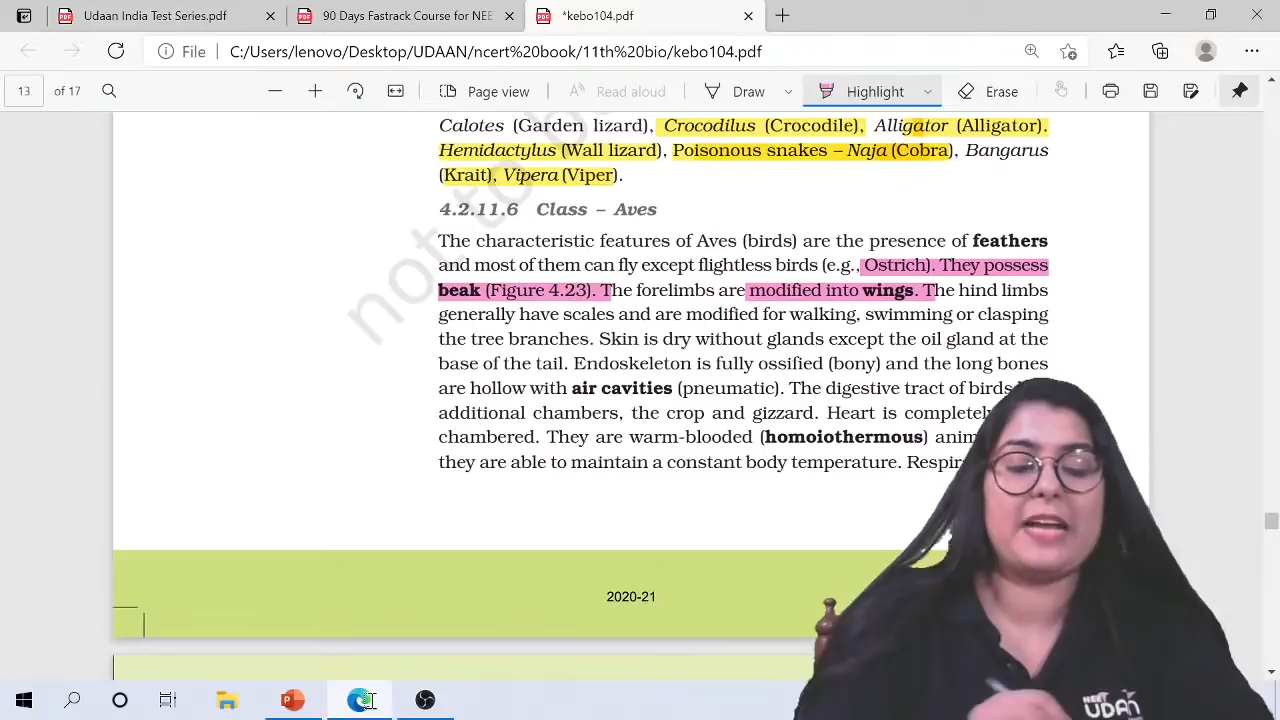 Udaan India Test Series.pdf
90 Days Fastrack Course for NEE
*kebo104.pdf
File
C:/Users/lenovo/Desktop/UDAAN/ncert%20book/11th%20bio/kebo104.pdf
13 of 17
Page view
Read aloud
Draw
Highlight
Erase
Calotes (Garden lizard), Crocodilus (Crocodile), Alligator (Alligator).
Hemidactylus (Wall lizard), Poisonous snakes – Naja (Cobra), Bangarus
(Krait), Vipera (Viper).
4.2.11.6 Class – Aves
The characteristic features of Aves (birds) are the presence of feathers
and most of them can fly except flightless birds (e.g., Ostrich). They possess
beak (Figure 4.23). The forelimbs are modified into wings. The hind limbs
generally have scales and are modified for walking, swimming or clasping
the tree branches. Skin is dry without glands except the oil gland at the
base of the tail. Endoskeleton is fully ossified (bony) and the long bones
are hollow with air cavities (pneumatic). The digestive tract of birds
additional chambers, the crop and gizzard. Heart is completely
chambered. They are warm-blooded (homoiothermous)
they are able to maintain a constant body temperature.
not to be
2020-21
NEET
UDAN